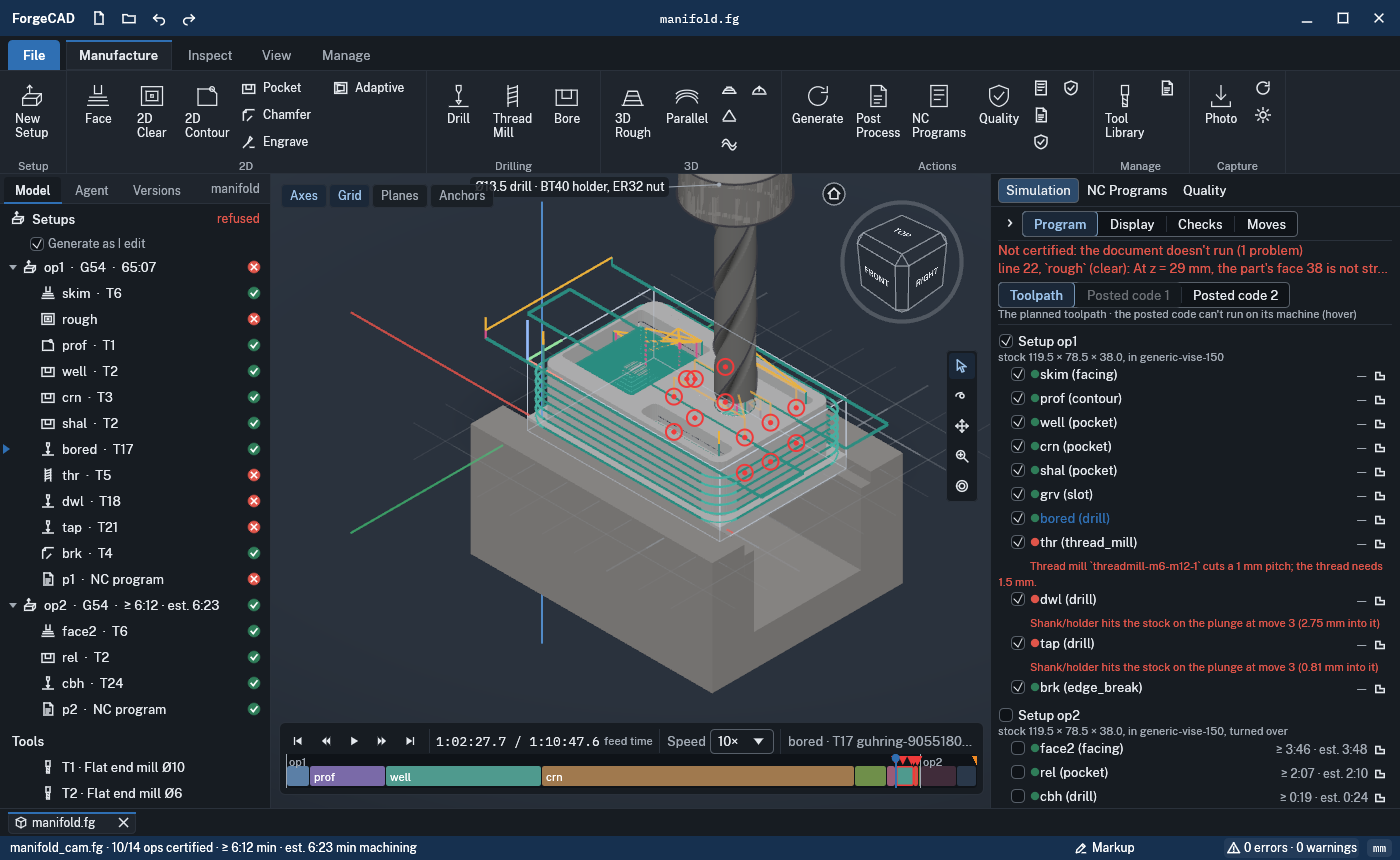 ForgeCAD
manifold.fg
File
Manufacture
Inspect
View
Manage
New Setup
Face
2D Clear
2D Contour
Pocket
Chamfer
Engrave
Adaptive
Drill
Thread Mill
Bore
3D Rough
Parallel
Generate
Post Process
NC Programs
Quality
Tool Library
Photo
Setup
2D
Drilling
3D
Actions
Manage
Capture
Model
Agent
Versions
manifold
Setups
refused
Generate as I edit
op1 · G54 · 65:07
skim · T6
rough
prof · T1
well · T2
crn · T3
shal · T2
bored · T17
thr · T5
dwl · T18
tap · T21
brk · T4
p1 · NC program
op2 · G54 · ≥ 6:12 · est. 6:23
face2 · T6
rel · T2
cbh · T24
p2 · NC program
Tools
T1 · Flat end mill Ø10
T2 · Flat end mill Ø6
Axes
Grid
Planes
Anchors
Ø13.5 drill · BT40 holder, ER32 nut
TOP
FRONT
RIGHT
1:02:27.7 / 1:10:47.6 feed time
Speed
10×
bored · T17 guhring-9055180...
op1
op2
prof
well
crn
Simulation
NC Programs
Quality
Program
Display
Checks
Moves
Not certified: the document doesn't run (1 problem)
line 22, `rough` (clear): At z = 29 mm, the part's face 38 is not str...
Toolpath
Posted code 1
Posted code 2
The planned toolpath · the posted code can't run on its machine (hover)
Setup op1
stock 119.5 × 78.5 × 38.0, in generic-vise-150
skim (facing) —
prof (contour) —
well (pocket) —
crn (pocket) —
shal (pocket) —
grv (slot) —
bored (drill) —
thr (thread_mill) —
Thread mill `threadmill-m6-m12-1` cuts a 1 mm pitch; the thread needs
1.5 mm.
dwl (drill) —
Shank/holder hits the stock on the plunge at move 3 (2.75 mm into it)
tap (drill) —
Shank/holder hits the stock on the plunge at move 3 (0.81 mm into it)
brk (edge_break) —
Setup op2
stock 119.5 × 78.5 × 38.0, in generic-vise-150, turned over
face2 (facing) ≥ 3:46 · est. 3:48
rel (pocket) ≥ 2:07 · est. 2:10
cbh (drill) ≥ 0:19 · est. 0:24
manifold.fg
manifold_cam.fg · 10/14 ops certified · ≥ 6:12 min · est. 6:23 min machining
Markup
0 errors · 0 warnings
mm